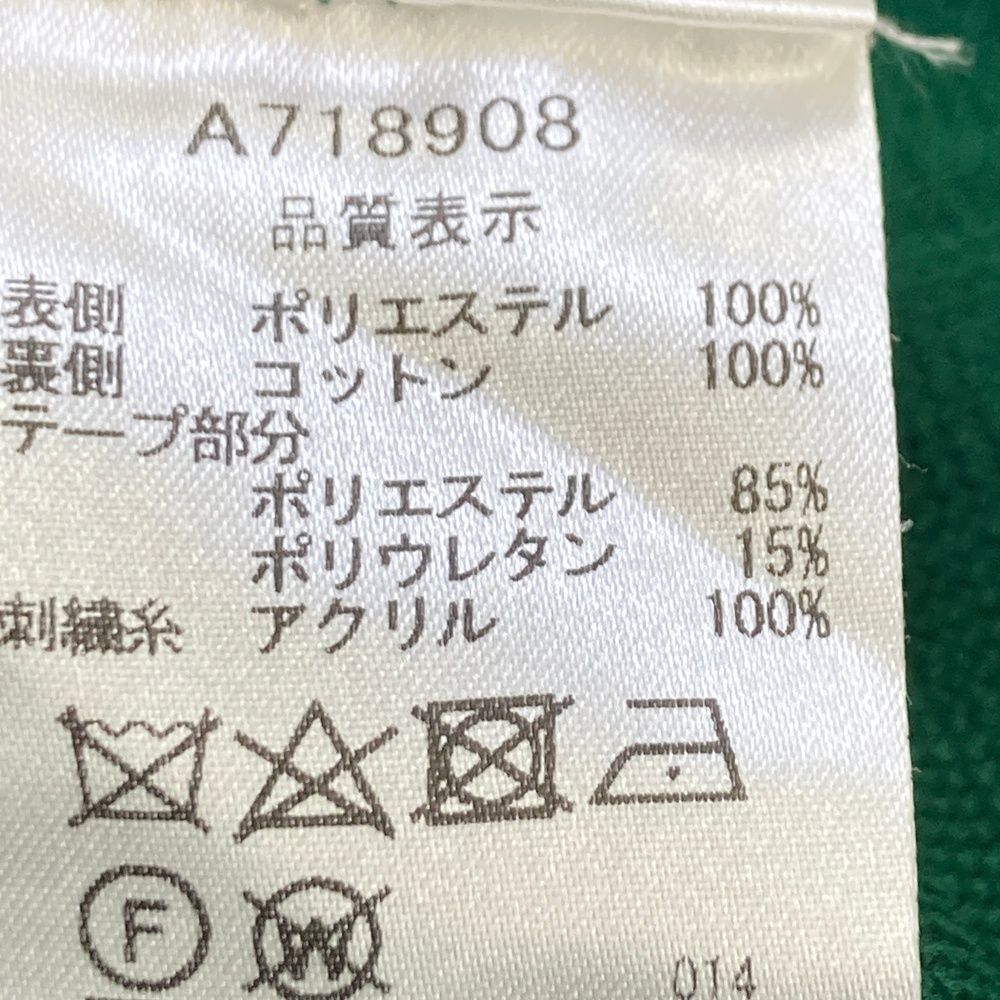 A718908
品質表示
表側 ポリエステル 100%
裏側 コットン 100%
テープ部分
ポリエステル 85%
ポリウレタン 15%
刺繍糸 アクリル 100%
F W
014